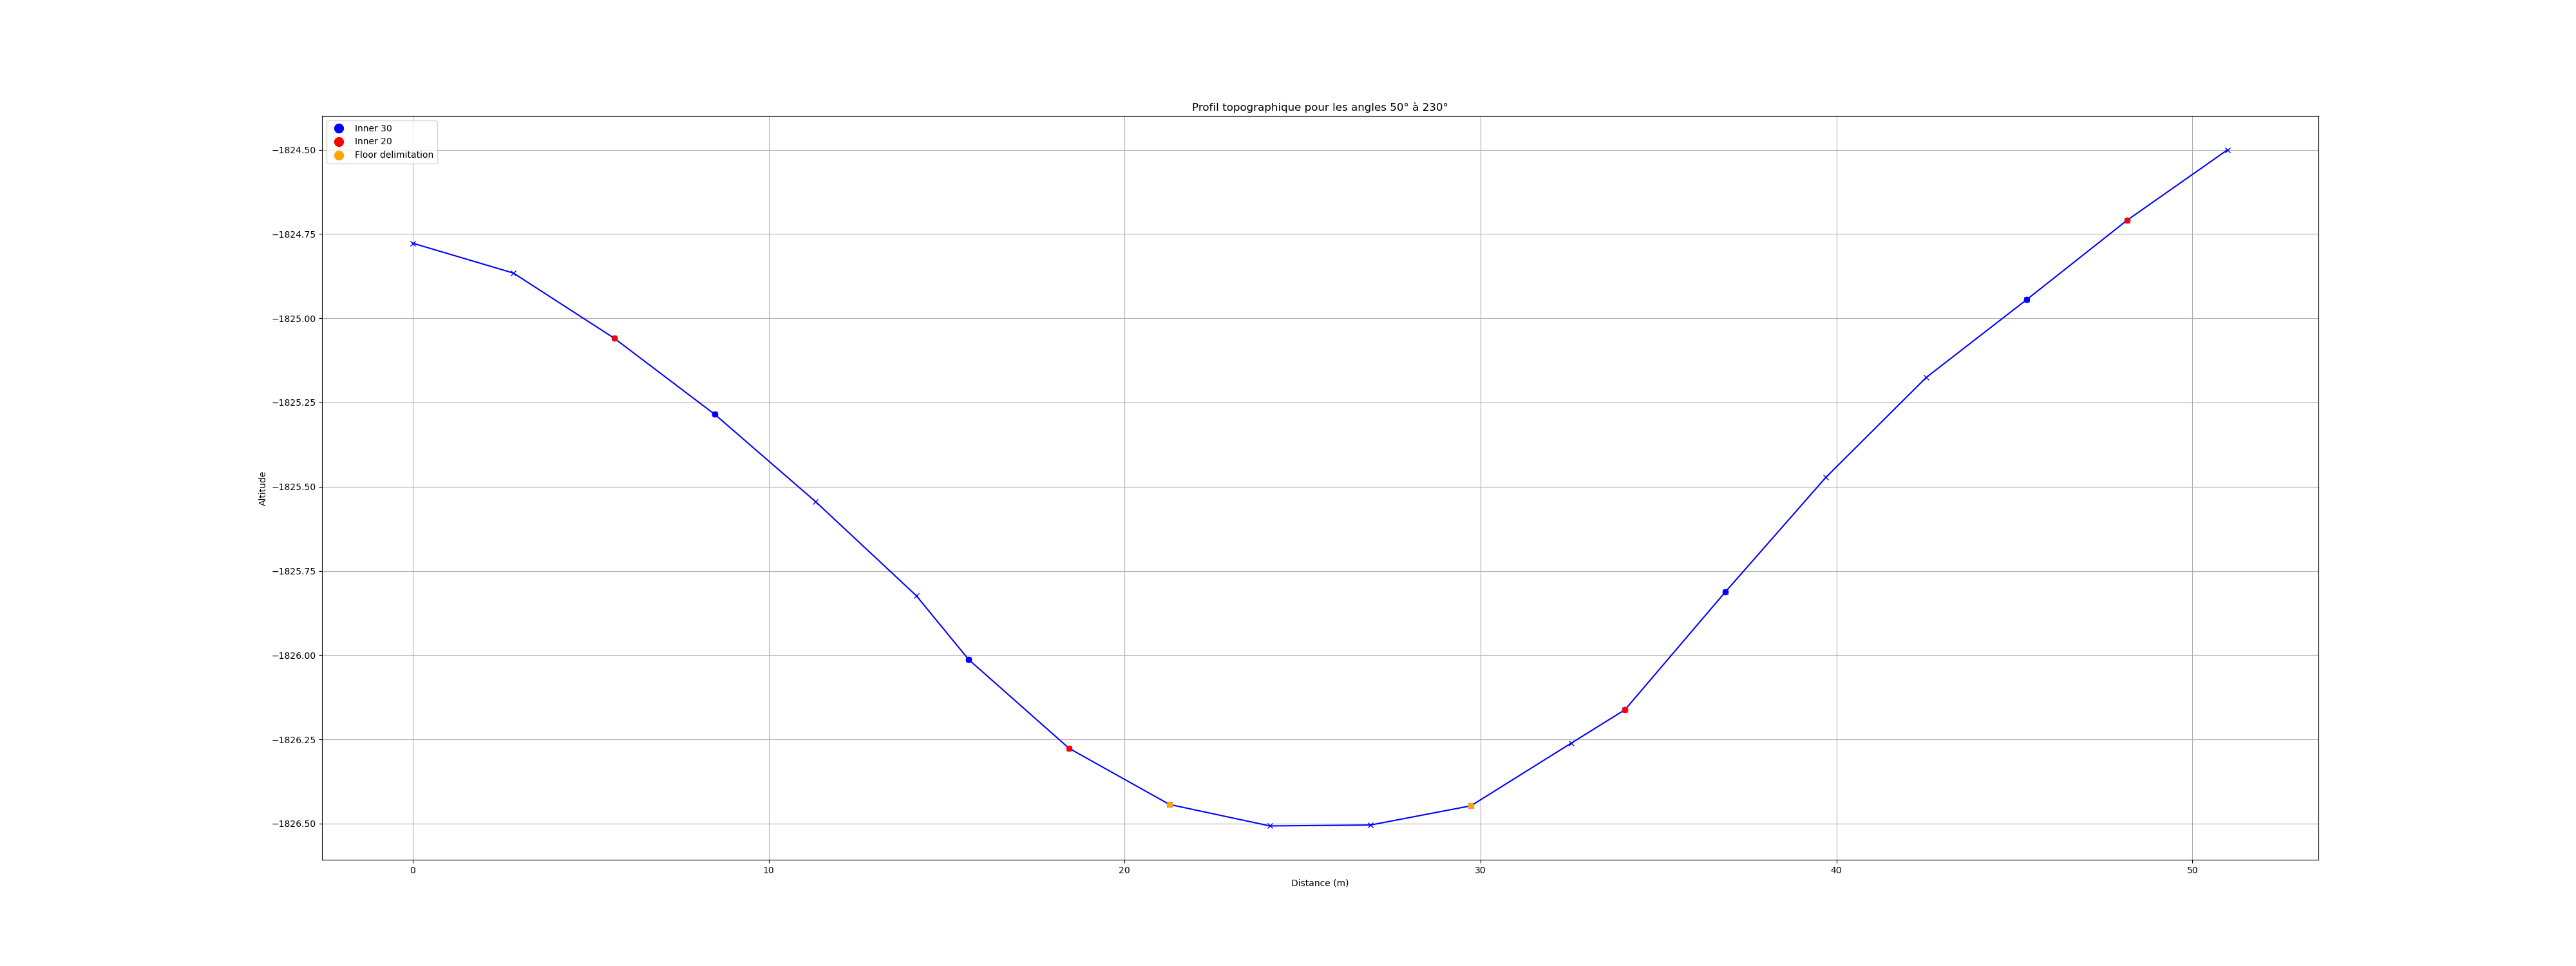 Profil topographique pour les angles 50° à 230°
Inner 30
Inner 20
Floor delimitation
−1824.50
−1824.75
−1825.00
−1825.25
−1825.50
−1825.75
−1826.00
−1826.25
−1826.50
Altitude
0 10 20 30 40 50
Distance (m)